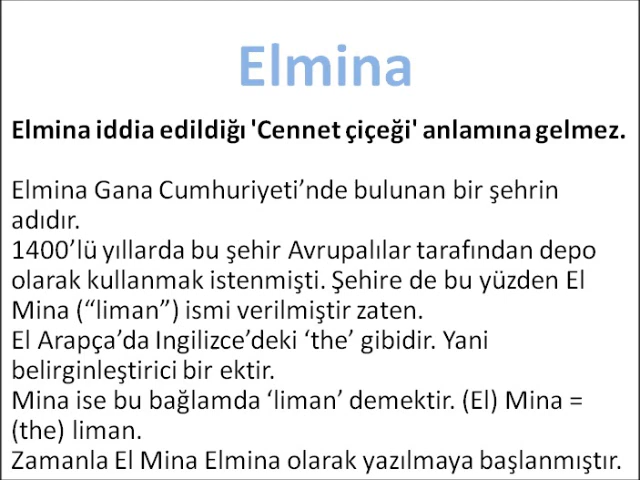 Elmina
Elmina iddia edildiğı 'Cennet çiçeği' anlamına gelmez.
Elmina Gana Cumhuriyeti’nde bulunan bir şehrin
adıdır.
1400’lü yıllarda bu şehir Avrupalılar tarafından depo
olarak kullanmak istenmişti. Şehire de bu yüzden El
Mina (“liman”) ismi verilmiştir zaten.
El Arapça’da Ingilizce’deki ‘the’ gibidir. Yani
belirginleştirici bir ektir.
Mina ise bu bağlamda ‘liman’ demektir. (El) Mina =
(the) liman.
Zamanla El Mina Elmina olarak yazılmaya başlanmıştır.